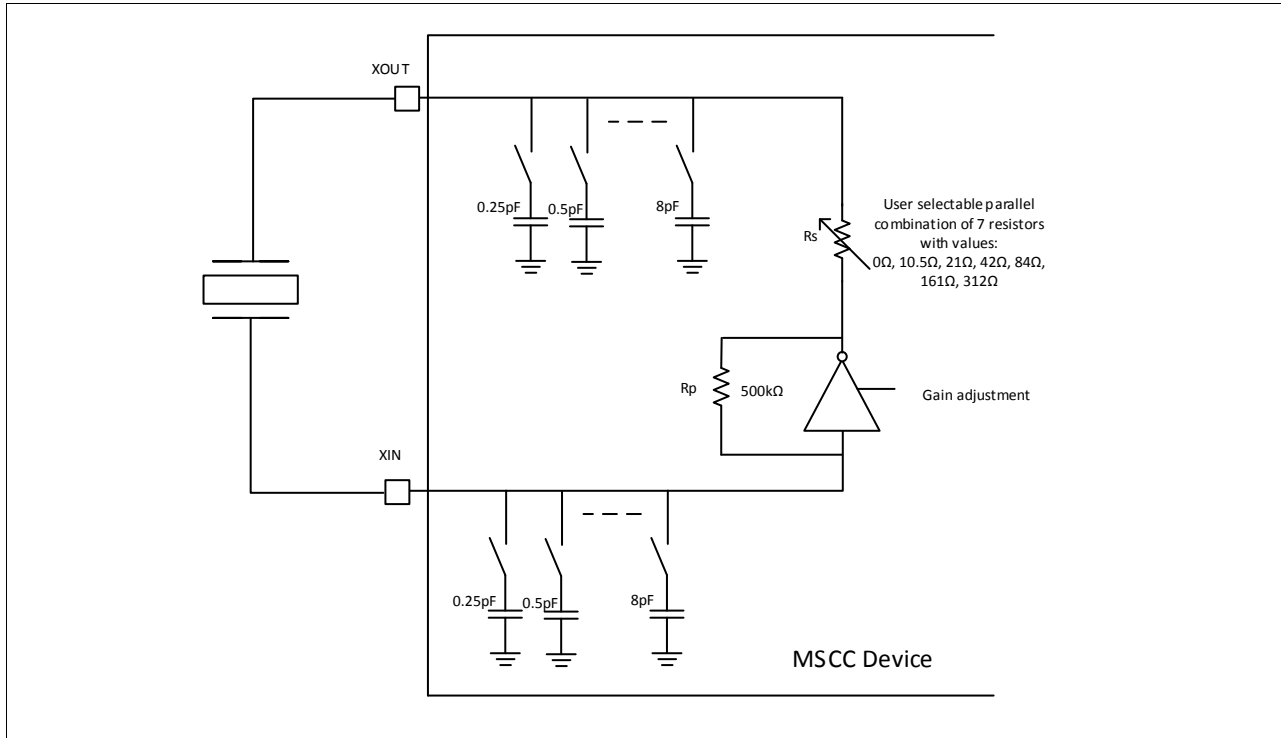 XOUT
0.25pF
0.5pF
8pF
Rs
User selectable parallel
combination of 7 resistors
with values:
0Ω, 10.5Ω, 21Ω, 42Ω, 84Ω,
161Ω, 312Ω
Rp
500kΩ
Gain adjustment
XIN
0.25pF
0.5pF
8pF
MSCC Device